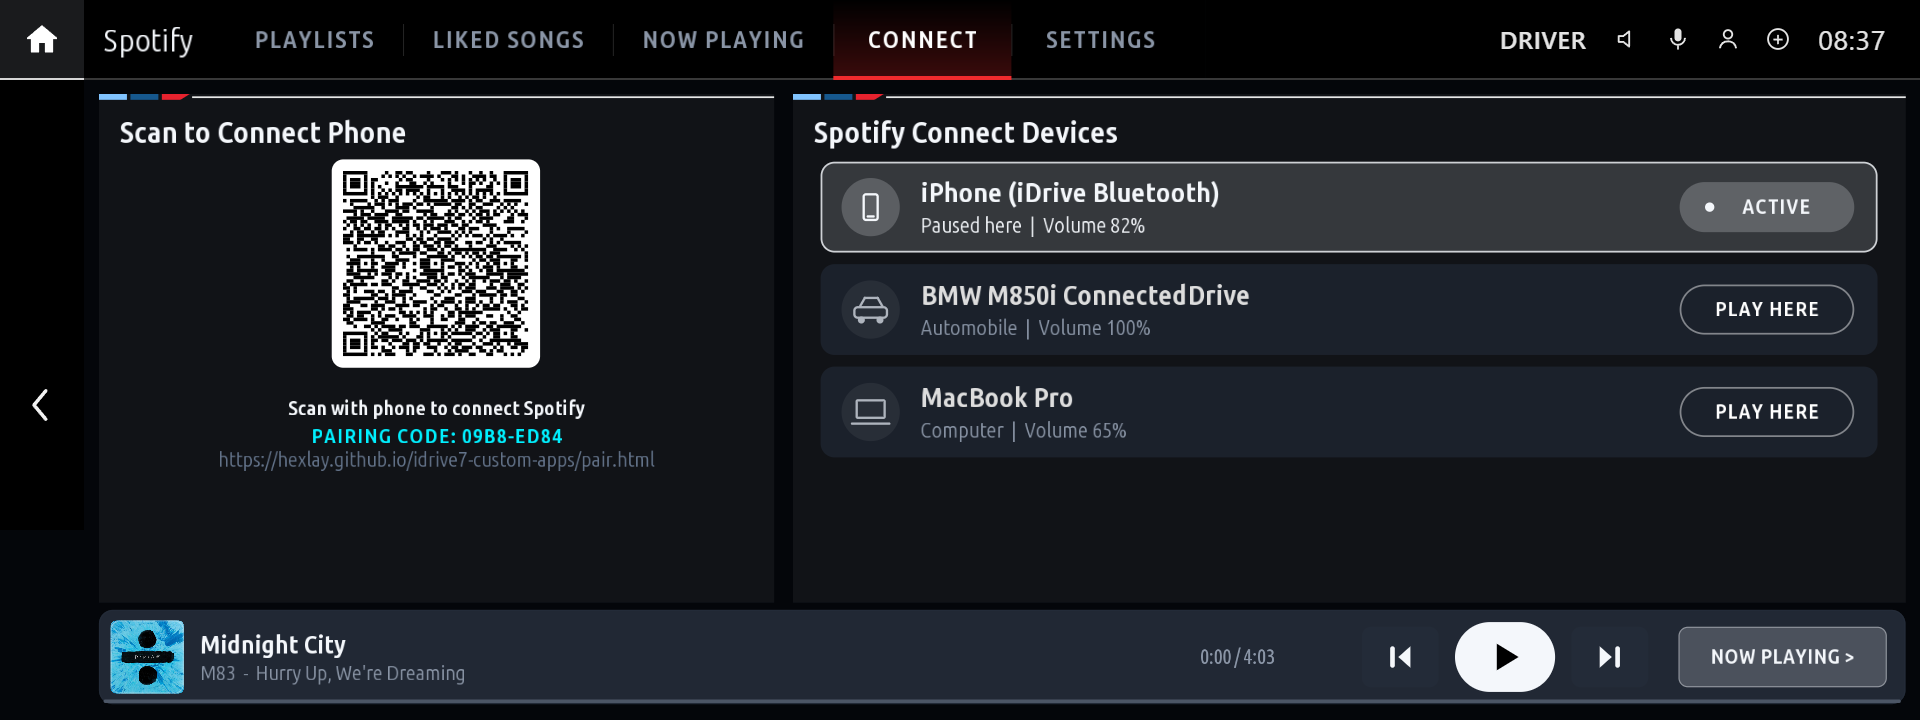 Spotify
PLAYLISTS
LIKED SONGS
NOW PLAYING
CONNECT
SETTINGS
DRIVER
08:37
Scan to Connect Phone
Scan with phone to connect Spotify
PAIRING CODE: 09B8-ED84
https://hexlay.github.io/idrive7-custom-apps/pair.html
Spotify Connect Devices
iPhone (iDrive Bluetooth)
Paused here | Volume 82%
ACTIVE
BMW M850i ConnectedDrive
Automobile | Volume 100%
PLAY HERE
MacBook Pro
Computer | Volume 65%
PLAY HERE
Midnight City
M83 - Hurry Up, We're Dreaming
0:00 / 4:03
NOW PLAYING >